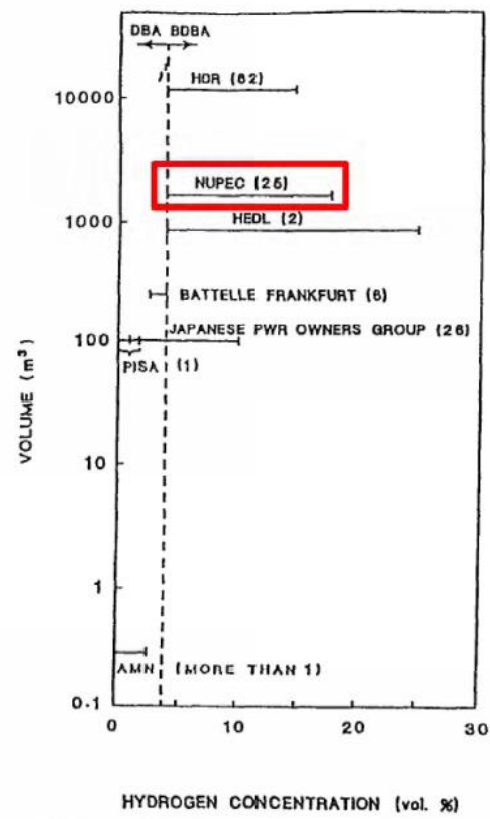 DBA BDBA
HDR (62)
10000
NUPEC (25)
1000
HEDL (2)
BATTELLE FRANKFURT (6)
JAPANESE PWR OWNERS GROUP (26)
100
PISA (1)
VOLUME (m³)
10
1
AMN (MORE THAN 1)
0.1
0 10 20 30
HYDROGEN CONCENTRATION (vol. %)